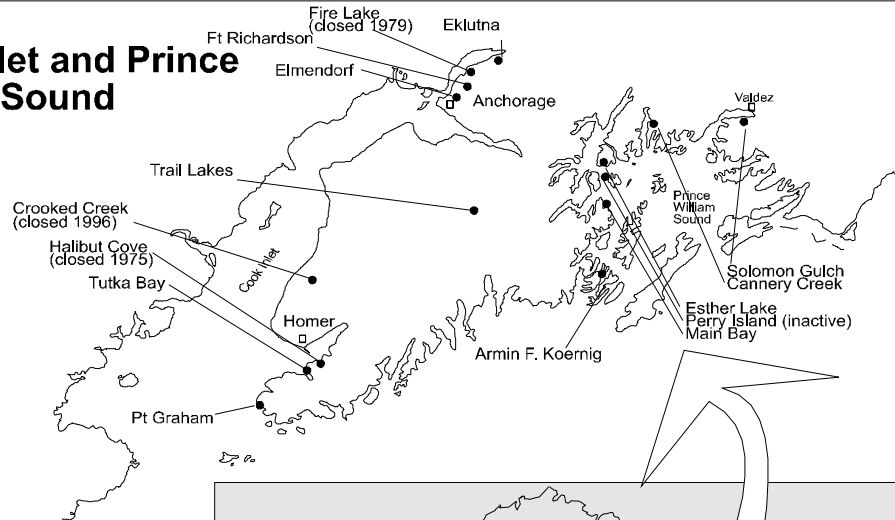 Fire Lake
(closed 1979)
Eklutna
Ft Richardson
let and Prince
Sound
Elmendorf
Anchorage
Valdez
Trail Lakes
Prince
William
Sound
Crooked Creek
(closed 1996)
Halibut Cove
(closed 1975)
Cook Inlet
Tutka Bay
Solomon Gulch
Cannery Creek
Esther Lake
Perry Island (inactive)
Main Bay
Homer
Armin F. Koernig
Pt Graham